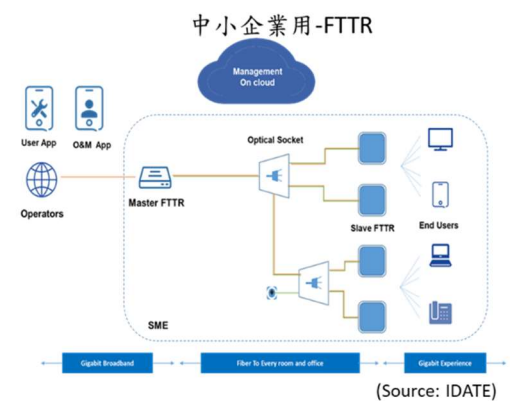 中小企業用-FTTR
Management
On cloud
User App
O&M App
Optical Socket
Operators
Master FTTR
Slave FTTR
End Users
SME
Gigabit Broadband
Fiber To Every room and office
Gigabit Experience
(Source: IDATE)